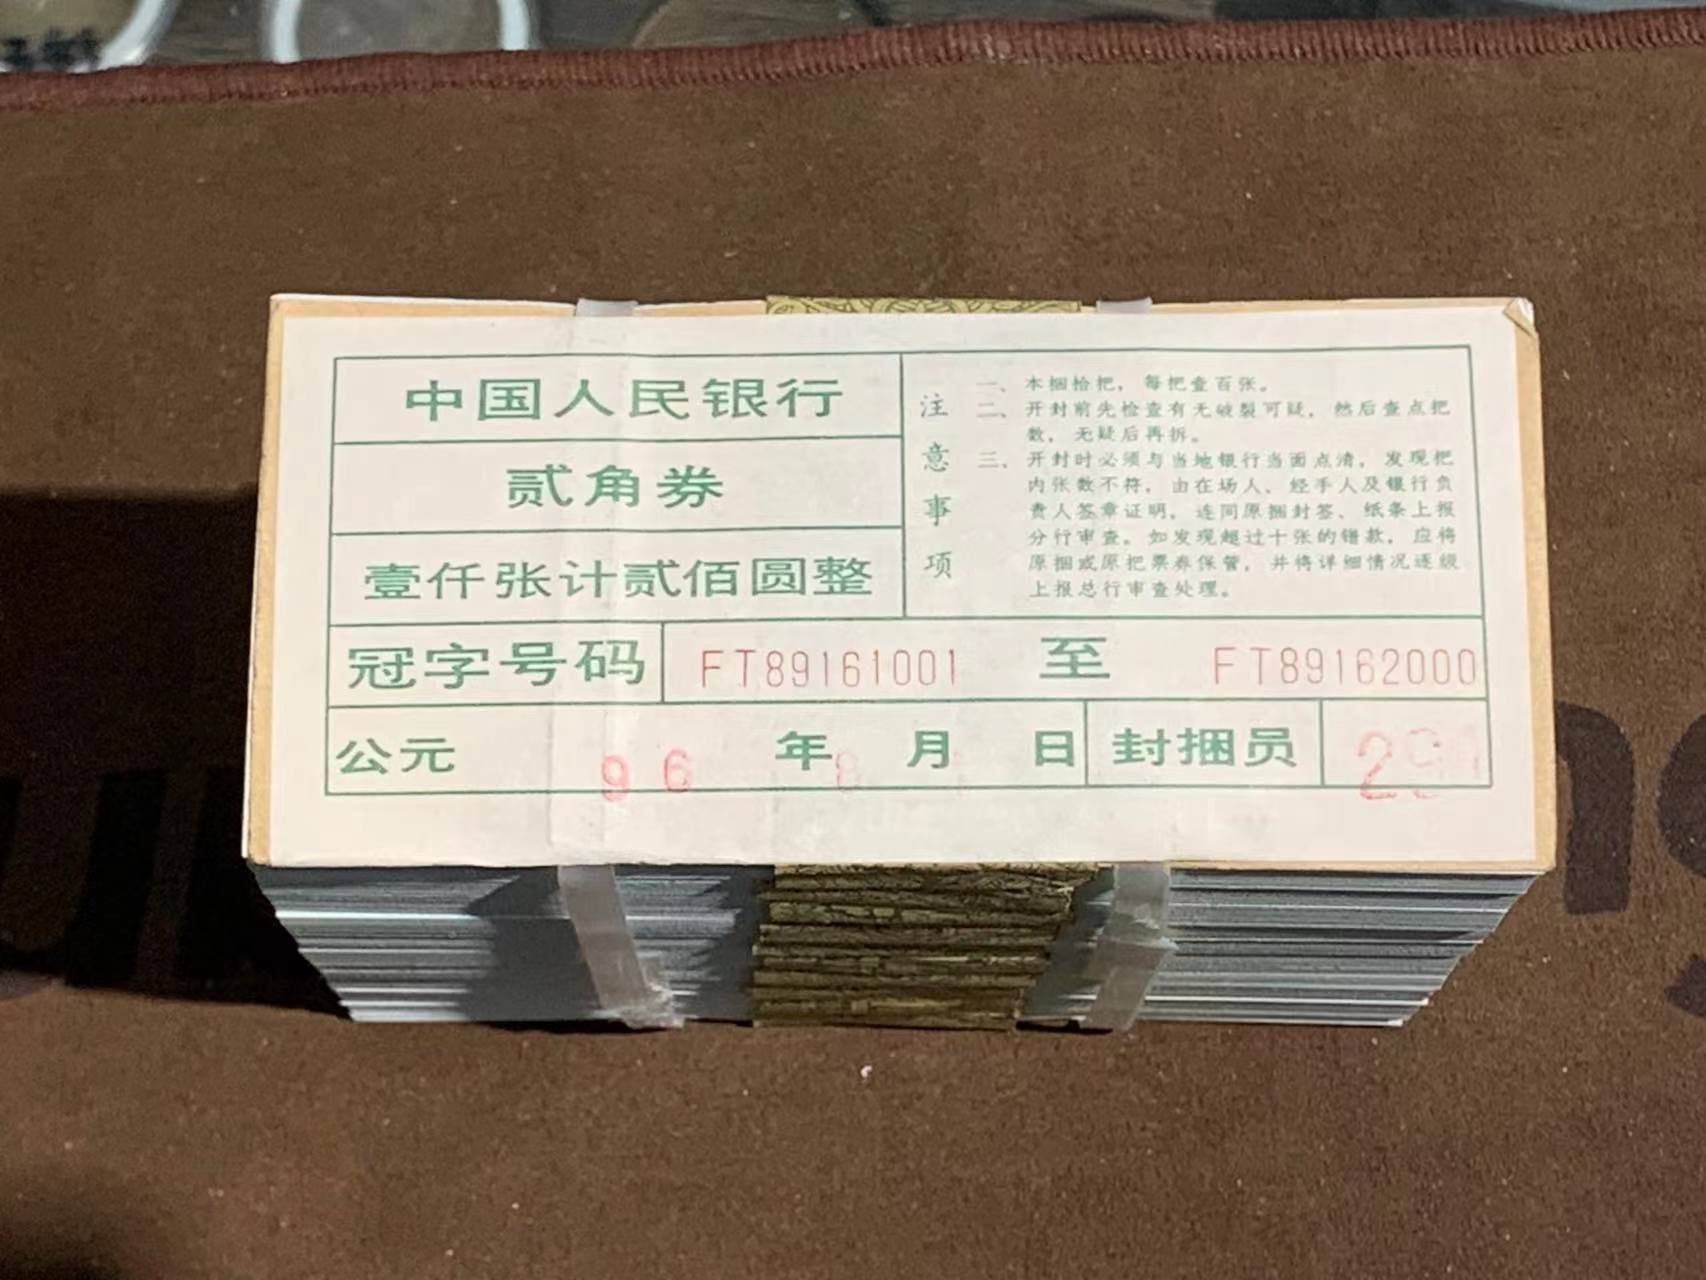 中国人民银行
贰角券
壹仟张计贰佰圆整
注意事项
一、本捆拾把，每把壹百张。
二、开封前先检查有无破裂可疑，然后查点把
数，无疑后再拆。
三、开封时必须与当地银行当面点清，发现把
内张数不符，由在场人、经手人及银行负
责人签章证明，连同原捆封签、纸条上报
分行审查。如发现超过十张的错款，应将
原捆或原把票券保管，并将详细情况逐级
上报总行审查处理。
冠字号码 FT89161001 至 FT89162000
公元 96 年 8 月 日 封捆员